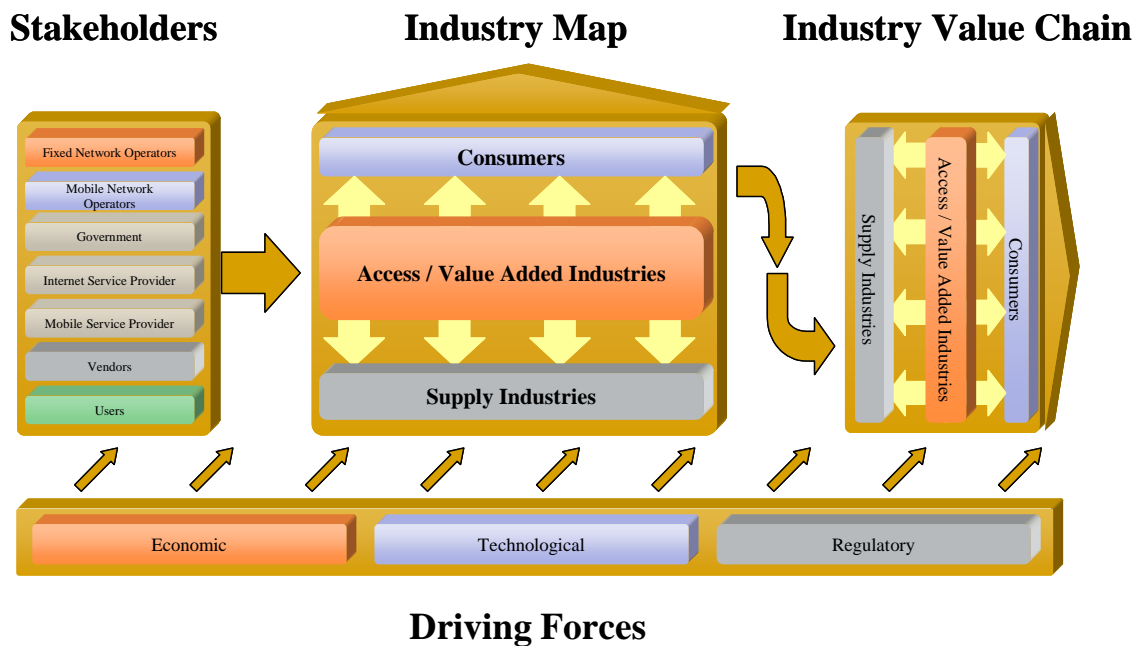 Stakeholders
Industry Map
Industry Value Chain
Fixed Network Operators
Mobile Network
Operators
Government
Internet Service Provider
Mobile Service Provider
Vendors
Users
Consumers
Access / Value Added Industries
Supply Industries
Supply Industries
Access / Value Added Industries
Consumers
Economic
Technological
Regulatory
Driving Forces